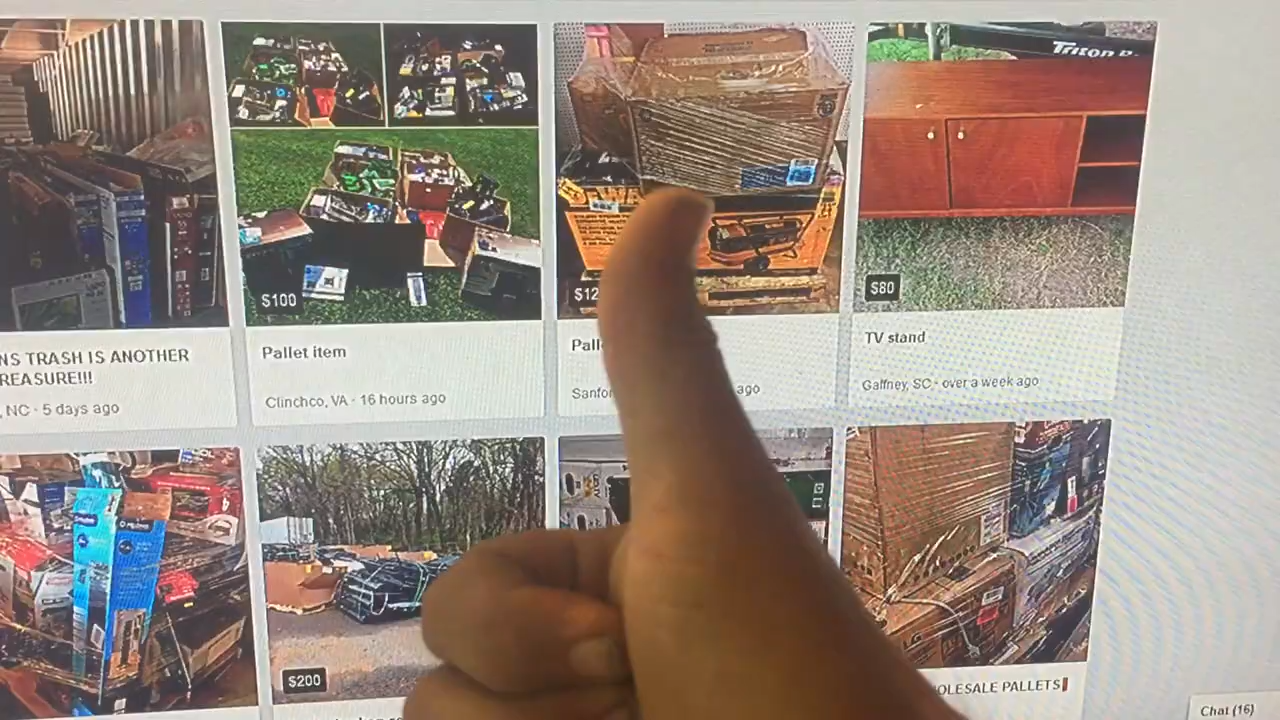 Triton
$100
$12
$80
NS TRASH IS ANOTHER
REASURE!!!
, NC · 5 days ago
Pallet item
Clinchco, VA · 16 hours ago
Pall
Sanfo
ago
TV stand
Gaffney, SC · over a week ago
$200
OLESALE PALLETS
Chat (16)